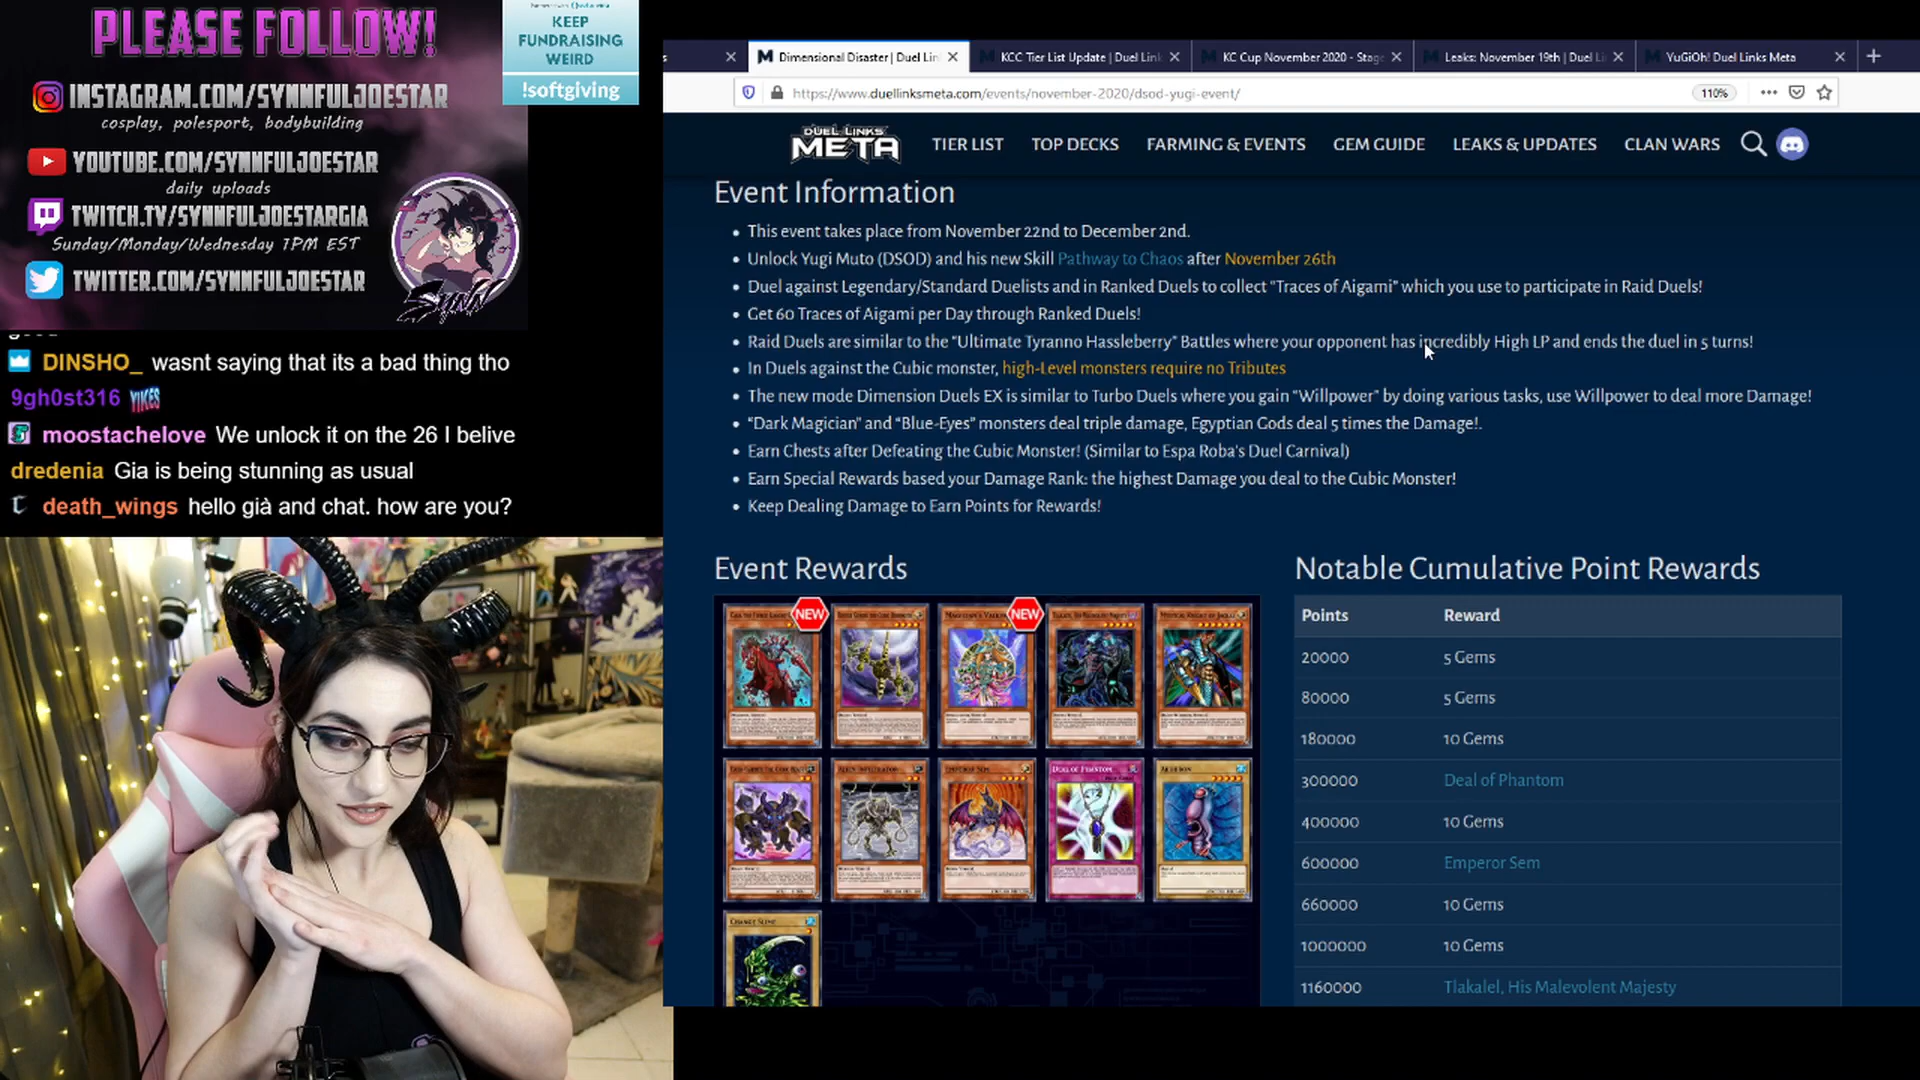 PLEASE FOLLOW!
INSTAGRAM.COM/SYNNFULJOESTAR
cosplay, polesport, bodybuilding
YOUTUBE.COM/SYNNFULJOESTAR
daily uploads
TWITCH.TV/SYNNFULJOESTARGIA
Sunday/Monday/Wednesday 1PM EST
TWITTER.COM/SYNNFULJOESTAR
SYNN
KEEP
FUNDRAISING
WEIRD
!softgiving
DINSHO_ wasnt saying that its a bad thing tho
9gh0st316 YIKES
moostachelove We unlock it on the 26 I belive
dredenia Gia is being stunning as usual
death_wings hello già and chat. how are you?
Dimensional Disaster | Duel Lin
KCC Tier List Update | Duel Link
KC Cup November 2020 - Stage
Leaks: November 19th | Duel Li
YuGiOh! Duel Links Meta
https://www.duellinksmeta.com/events/november-2020/dsod-yugi-event/
110%
DUEL LINKS
META
TIER LIST
TOP DECKS
FARMING & EVENTS
GEM GUIDE
LEAKS & UPDATES
CLAN WARS
Event Information
This event takes place from November 22nd to December 2nd.
Unlock Yugi Muto (DSOD) and his new Skill Pathway to Chaos after November 26th
Duel against Legendary/Standard Duelists and in Ranked Duels to collect "Traces of Aigami" which you use to participate in Raid Duels!
Get 60 Traces of Aigami per Day through Ranked Duels!
Raid Duels are similar to the "Ultimate Tyranno Hassleberry" Battles where your opponent has incredibly High LP and ends the duel in 5 turns!
In Duels against the Cubic monster, high-Level monsters require no Tributes
The new mode Dimension Duels EX is similar to Turbo Duels where you gain "Willpower" by doing various tasks, use Willpower to deal more Damage!
"Dark Magician" and "Blue-Eyes" monsters deal triple damage, Egyptian Gods deal 5 times the Damage!.
Earn Chests after Defeating the Cubic Monster! (Similar to Espa Roba's Duel Carnival)
Earn Special Rewards based your Damage Rank: the highest Damage you deal to the Cubic Monster!
Keep Dealing Damage to Earn Points for Rewards!
Event Rewards
NEW
NEW
Emperor Sem
Deal of Phantom
Change Slime
Notable Cumulative Point Rewards
Points Reward
20000 5 Gems
80000 5 Gems
180000 10 Gems
300000 Deal of Phantom
400000 10 Gems
600000 Emperor Sem
660000 10 Gems
1000000 10 Gems
1160000 Tlakalel, His Malevolent Majesty